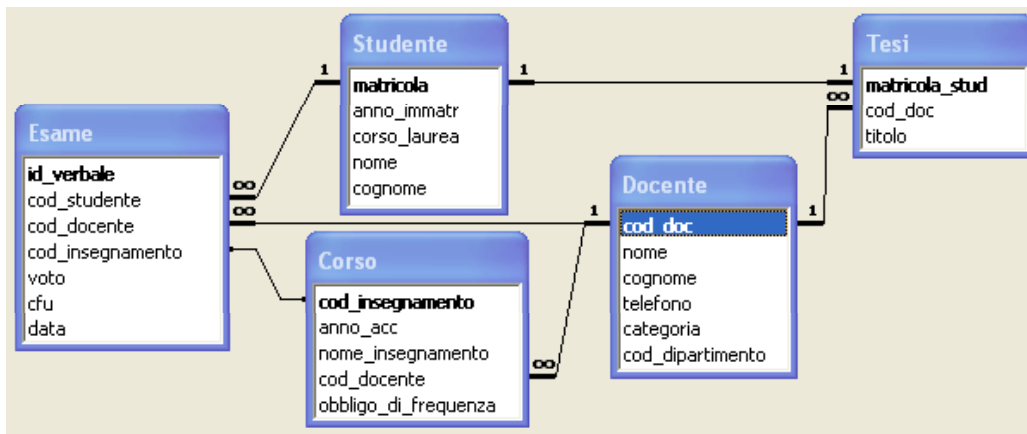 Studente
matricola
anno_immatr
corso_laurea
nome
cognome
Tesi
matricola_stud
cod_doc
titolo
Esame
id_verbale
cod_studente
cod_docente
cod_insegnamento
voto
cfu
data
Docente
cod_doc
nome
cognome
telefono
categoria
cod_dipartimento
Corso
cod_insegnamento
anno_acc
nome_insegnamento
cod_docente
obbligo_di_frequenza
1
1
1
∞
∞
∞
1
1
∞